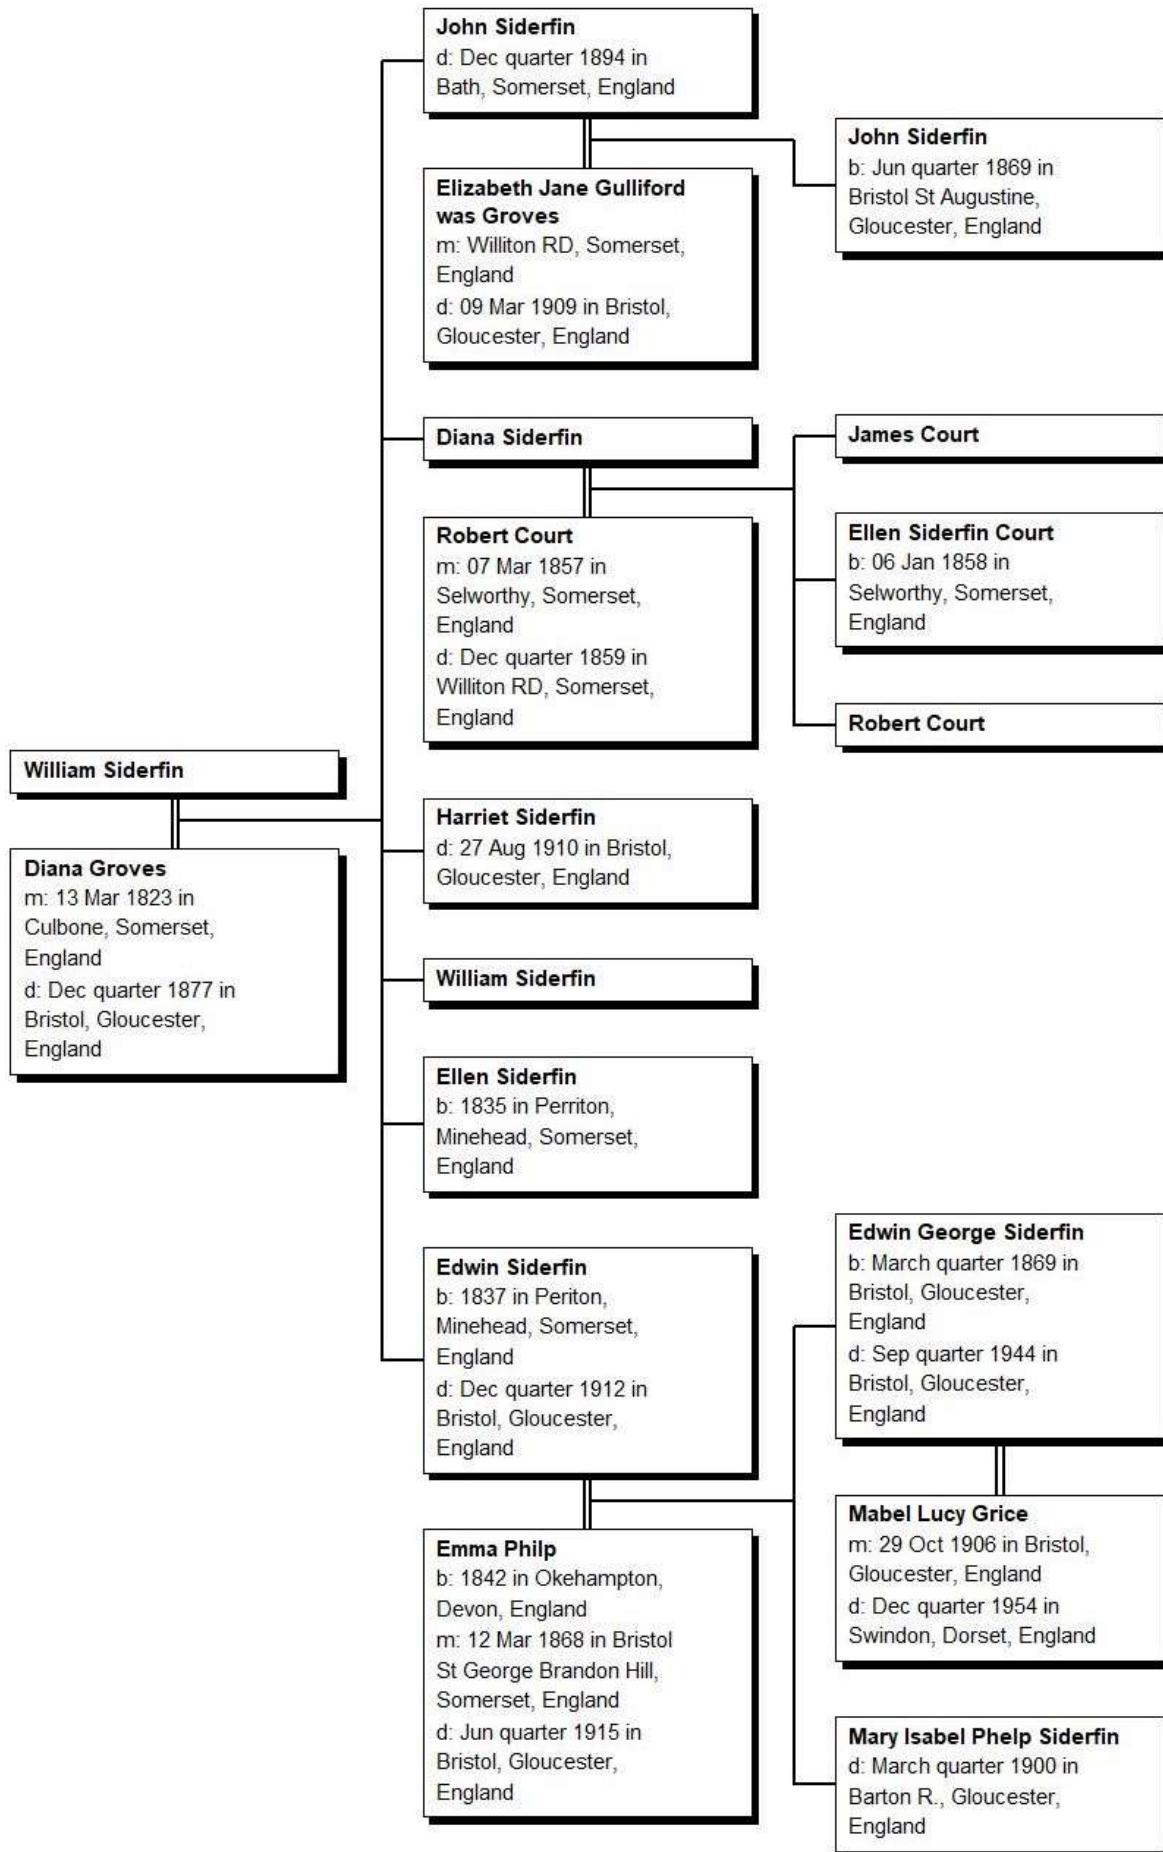 John Siderfin
d: Dec quarter 1894 in
Bath, Somerset, England
John Siderfin
b: Jun quarter 1869 in
Bristol St Augustine,
Gloucester, England
Elizabeth Jane Gulliford
was Groves
m: Williton RD, Somerset,
England
d: 09 Mar 1909 in Bristol,
Gloucester, England
Diana Siderfin
James Court
Robert Court
m: 07 Mar 1857 in
Selworthy, Somerset,
England
d: Dec quarter 1859 in
Williton RD, Somerset,
England
Ellen Siderfin Court
b: 06 Jan 1858 in
Selworthy, Somerset,
England
Robert Court
William Siderfin
Diana Groves
m: 13 Mar 1823 in
Culbone, Somerset,
England
d: Dec quarter 1877 in
Bristol, Gloucester,
England
Harriet Siderfin
d: 27 Aug 1910 in Bristol,
Gloucester, England
William Siderfin
Ellen Siderfin
b: 1835 in Perriton,
Minehead, Somerset,
England
Edwin Siderfin
b: 1837 in Periton,
Minehead, Somerset,
England
d: Dec quarter 1912 in
Bristol, Gloucester,
England
Edwin George Siderfin
b: March quarter 1869 in
Bristol, Gloucester,
England
d: Sep quarter 1944 in
Bristol, Gloucester,
England
Emma Philp
b: 1842 in Okehampton,
Devon, England
m: 12 Mar 1868 in Bristol
St George Brandon Hill,
Somerset, England
d: Jun quarter 1915 in
Bristol, Gloucester,
England
Mabel Lucy Grice
m: 29 Oct 1906 in Bristol,
Gloucester, England
d: Dec quarter 1954 in
Swindon, Dorset, England
Mary Isabel Phelp Siderfin
d: March quarter 1900 in
Barton R., Gloucester,
England